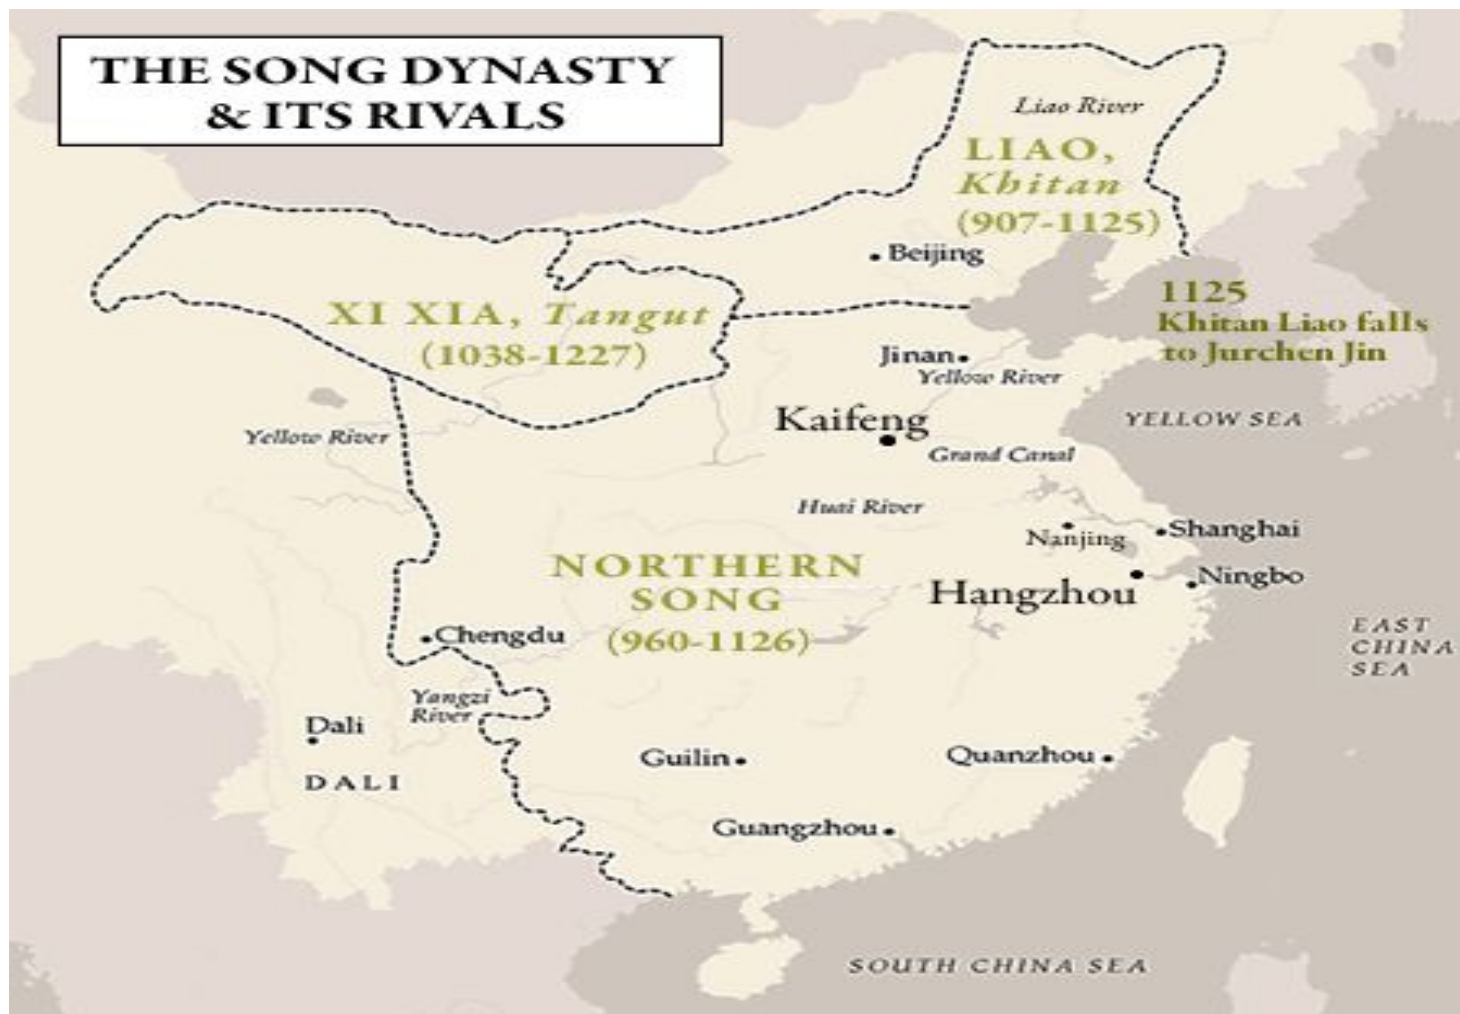 THE SONG DYNASTY
& ITS RIVALS
Liao River
LIAO,
Khitan
(907-1125)
Beijing
XI XIA, Tangut
(1038-1227)
1125
Khitan Liao falls
to Jurchen Jin
Jinan
Yellow River
Kaifeng
YELLOW SEA
Yellow River
Grand Canal
Huai River
Nanjing
Shanghai
NORTHERN
SONG
(960-1126)
Hangzhou
Ningbo
Chengdu
EAST
CHINA
SEA
Yangzi
River
Dali
DALI
Guilin
Quanzhou
Guangzhou
SOUTH CHINA SEA